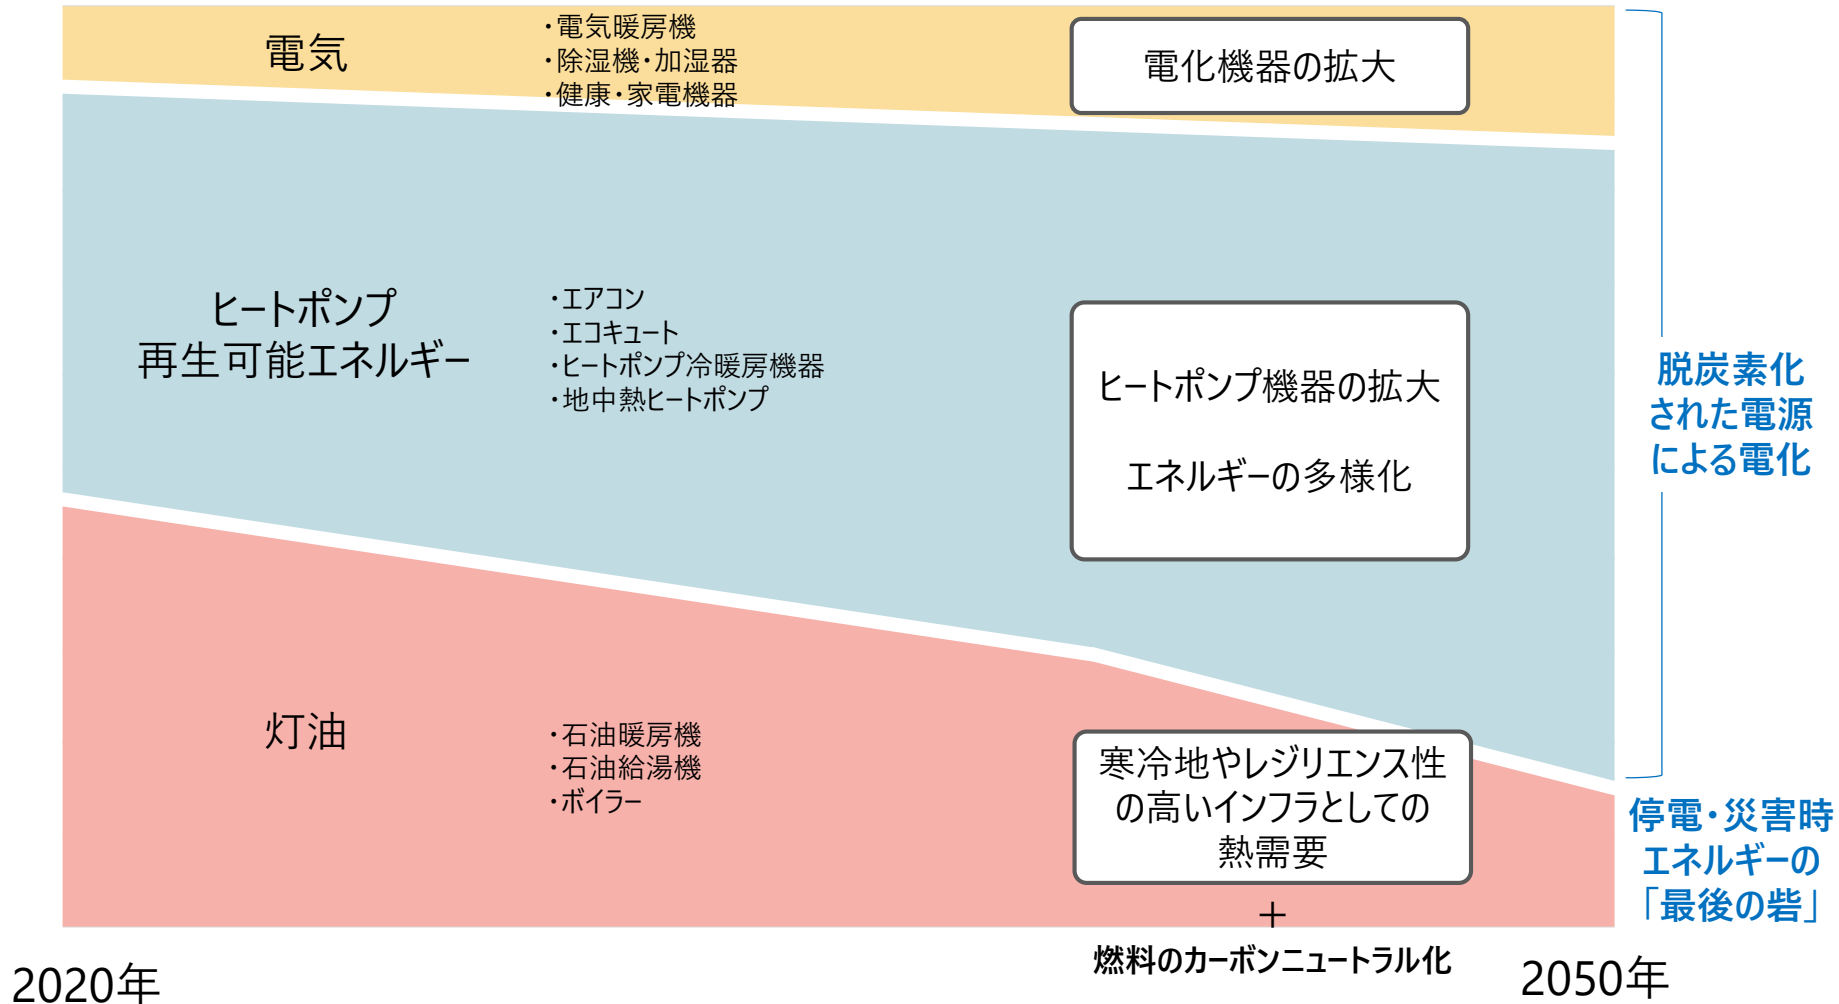 電気
・電気暖房機
・除湿機・加湿器
・健康・家電機器
電化機器の拡大
ヒートポンプ
再生可能エネルギー
・エアコン
・エコキュート
・ヒートポンプ冷暖房機器
・地中熱ヒートポンプ
ヒートポンプ機器の拡大
エネルギーの多様化
脱炭素化
された電源
による電化
灯油
・石油暖房機
・石油給湯機
・ボイラー
寒冷地やレジリエンス性
の高いインフラとしての
熱需要
＋
燃料のカーボンニュートラル化
停電・災害時
エネルギーの
「最後の砦」
2020年
2050年